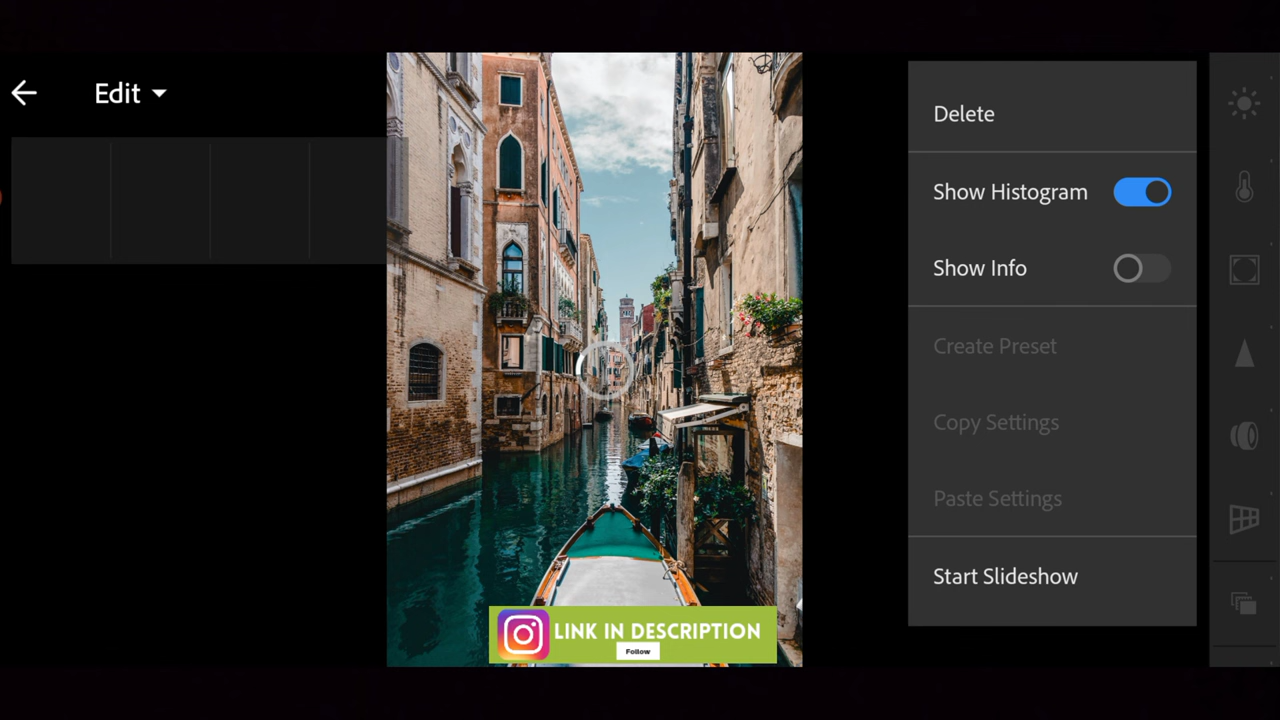 Edit
Delete
Show Histogram
Show Info
Create Preset
Copy Settings
Paste Settings
Start Slideshow
LINK IN DESCRIPTION
Follow